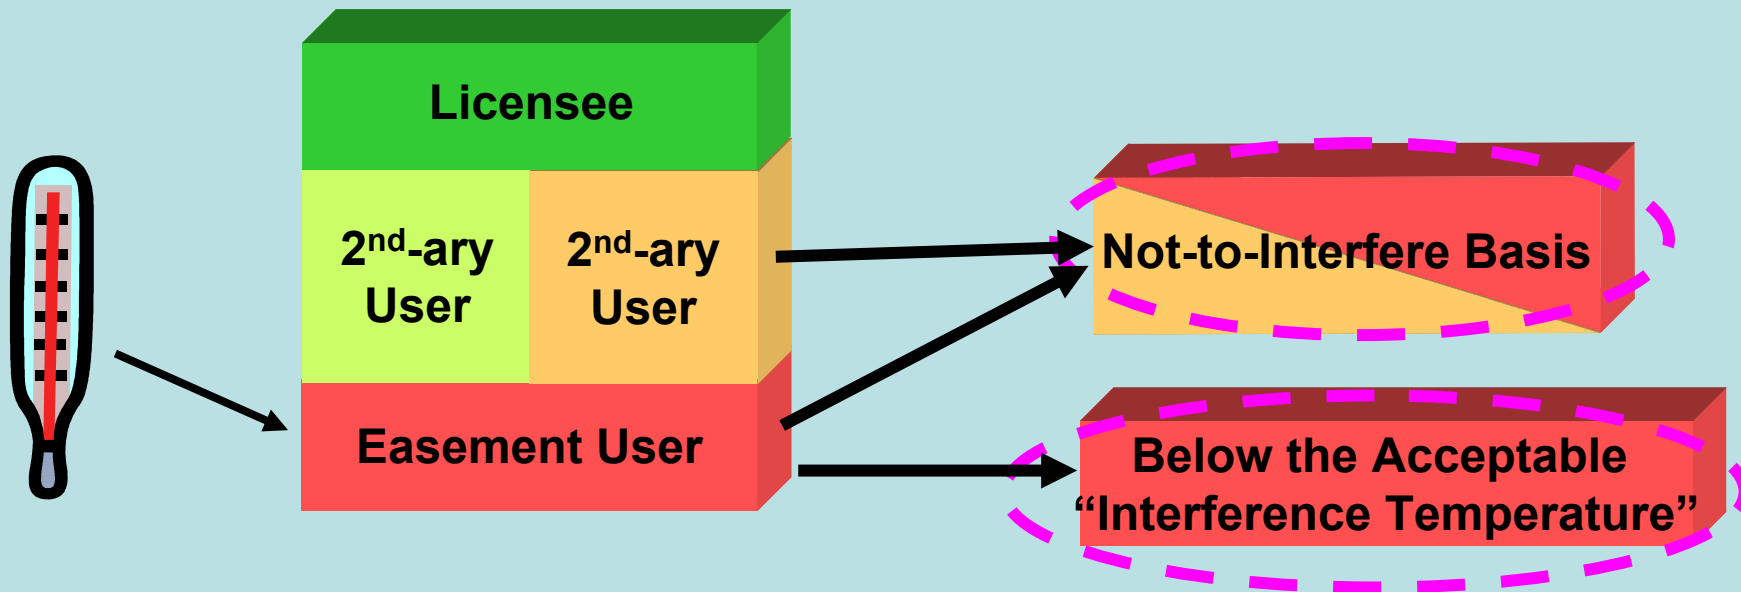 Licensee
2nd-ary
User
2nd-ary
User
Easement User
Not-to-Interfere Basis
Below the Acceptable
“Interference Temperature”